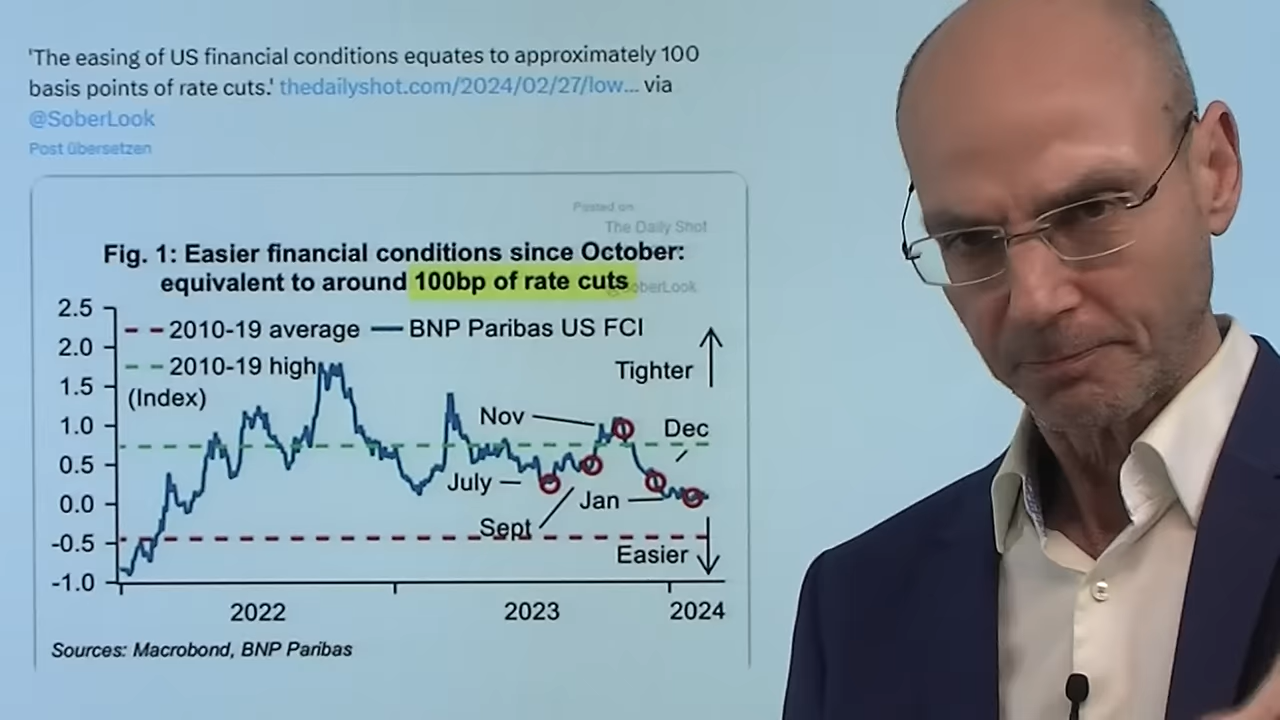 'The easing of US financial conditions equates to approximately 100
basis points of rate cuts.' thedailyshot.com/2024/02/27/low... via
@SoberLook
Post übersetzen
Posted on
The Daily Shot
Fig. 1: Easier financial conditions since October:
equivalent to around 100bp of rate cuts
@SoberLook
2.5
2010-19 average
BNP Paribas US FCI
2.0
2010-19 high
Tighter
1.5
(Index)
Nov
1.0
Dec
0.5
July
Jan
0.0
Sept
-0.5
Easier
-1.0
2022
2023
2024
Sources: Macrobond, BNP Paribas